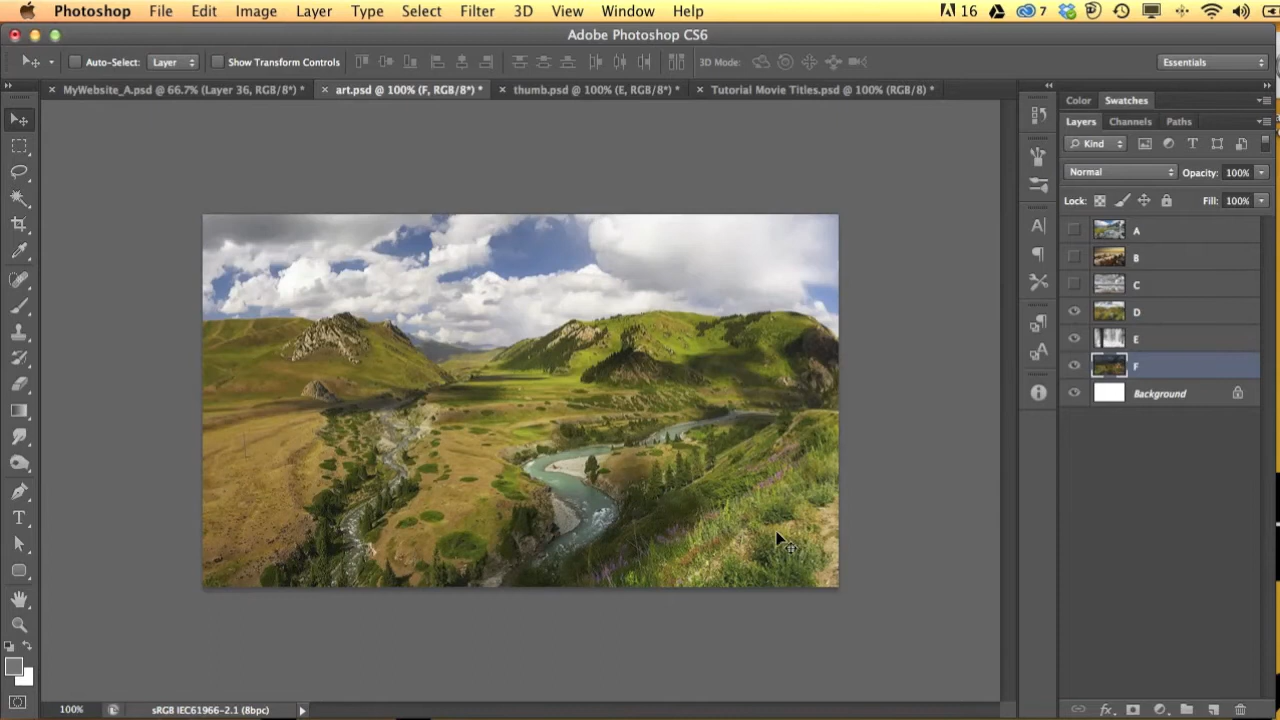 Photoshop File Edit Image Layer Type Select Filter 3D View Window Help 16 7
Adobe Photoshop CS6
Auto-Select: Layer Show Transform Controls 3D Mode: Essentials
MyWebsite_A.psd @ 66.7% (Layer 36, RGB/8*) * art.psd @ 100% (F, RGB/8*) * thumb.psd @ 100% (E, RGB/8*) * Tutorial Movie Titles.psd @ 100% (RGB/8) *
Color Swatches
Layers Channels Paths
Kind
Normal Opacity: 100%
Lock: Fill: 100%
A
B
C
D
E
F
Background
100% sRGB IEC61966-2.1 (8bpc)